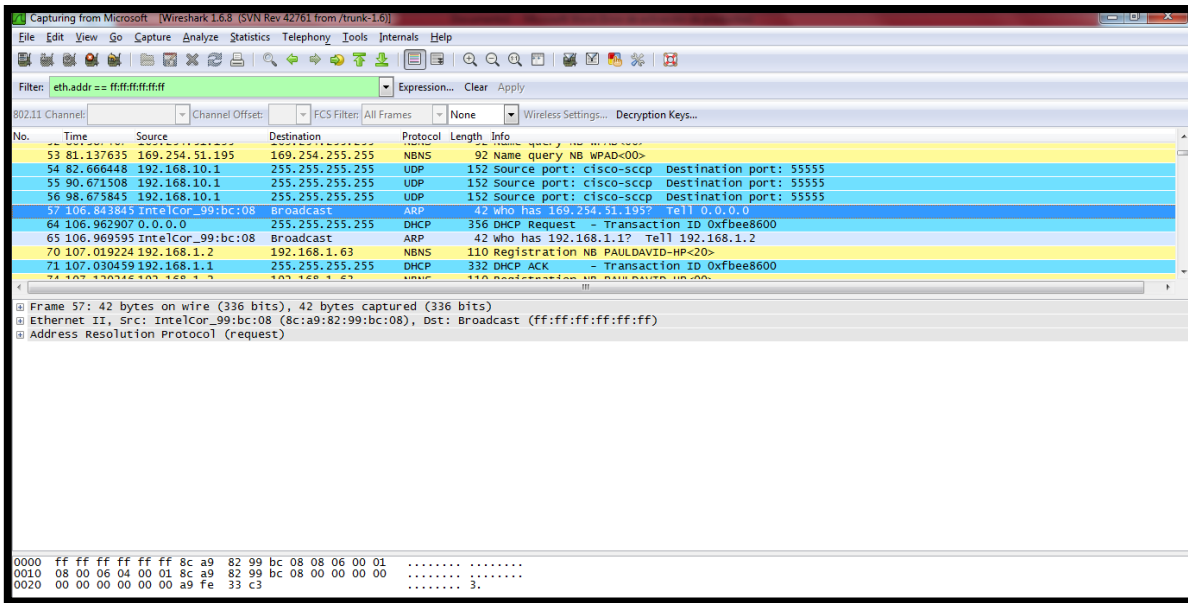 Capturing from Microsoft [Wireshark 1.6.8 (SVN Rev 42761 from /trunk-1.6)]
File Edit View Go Capture Analyze Statistics Telephony Tools Internals Help
Filter: eth.addr == ff:ff:ff:ff:ff:ff Expression... Clear Apply
802.11 Channel: Channel Offset: FCS Filter: All Frames None Wireless Settings... Decryption Keys...
No. Time Source Destination Protocol Length Info
53 81.137635 169.254.51.195 169.254.255.255 NBNS 92 Name query NB WPAD<00>
54 82.666448 192.168.10.1 255.255.255.255 UDP 152 Source port: cisco-sccp Destination port: 55555
55 90.671508 192.168.10.1 255.255.255.255 UDP 152 Source port: cisco-sccp Destination port: 55555
56 98.675845 192.168.10.1 255.255.255.255 UDP 152 Source port: cisco-sccp Destination port: 55555
57 106.843845 IntelCor_99:bc:08 Broadcast ARP 42 who has 169.254.51.195? Tell 0.0.0.0
64 106.962907 0.0.0.0 255.255.255.255 DHCP 356 DHCP Request - Transaction ID 0xfbee8600
65 106.969595 IntelCor_99:bc:08 Broadcast ARP 42 who has 192.168.1.1? Tell 192.168.1.2
70 107.019224 192.168.1.2 192.168.1.63 NBNS 110 Registration NB PAULDAVID-HP<20>
71 107.030459 192.168.1.1 255.255.255.255 DHCP 332 DHCP ACK - Transaction ID 0xfbee8600
Frame 57: 42 bytes on wire (336 bits), 42 bytes captured (336 bits)
Ethernet II, Src: IntelCor_99:bc:08 (8c:a9:82:99:bc:08), Dst: Broadcast (ff:ff:ff:ff:ff:ff)
Address Resolution Protocol (request)
0000 ff ff ff ff ff ff 8c a9 82 99 bc 08 08 06 00 01 ........ ........
0010 08 00 06 04 00 01 8c a9 82 99 bc 08 00 00 00 00 ........ ........
0020 00 00 00 00 00 00 a9 fe 33 c3 ........ 3.